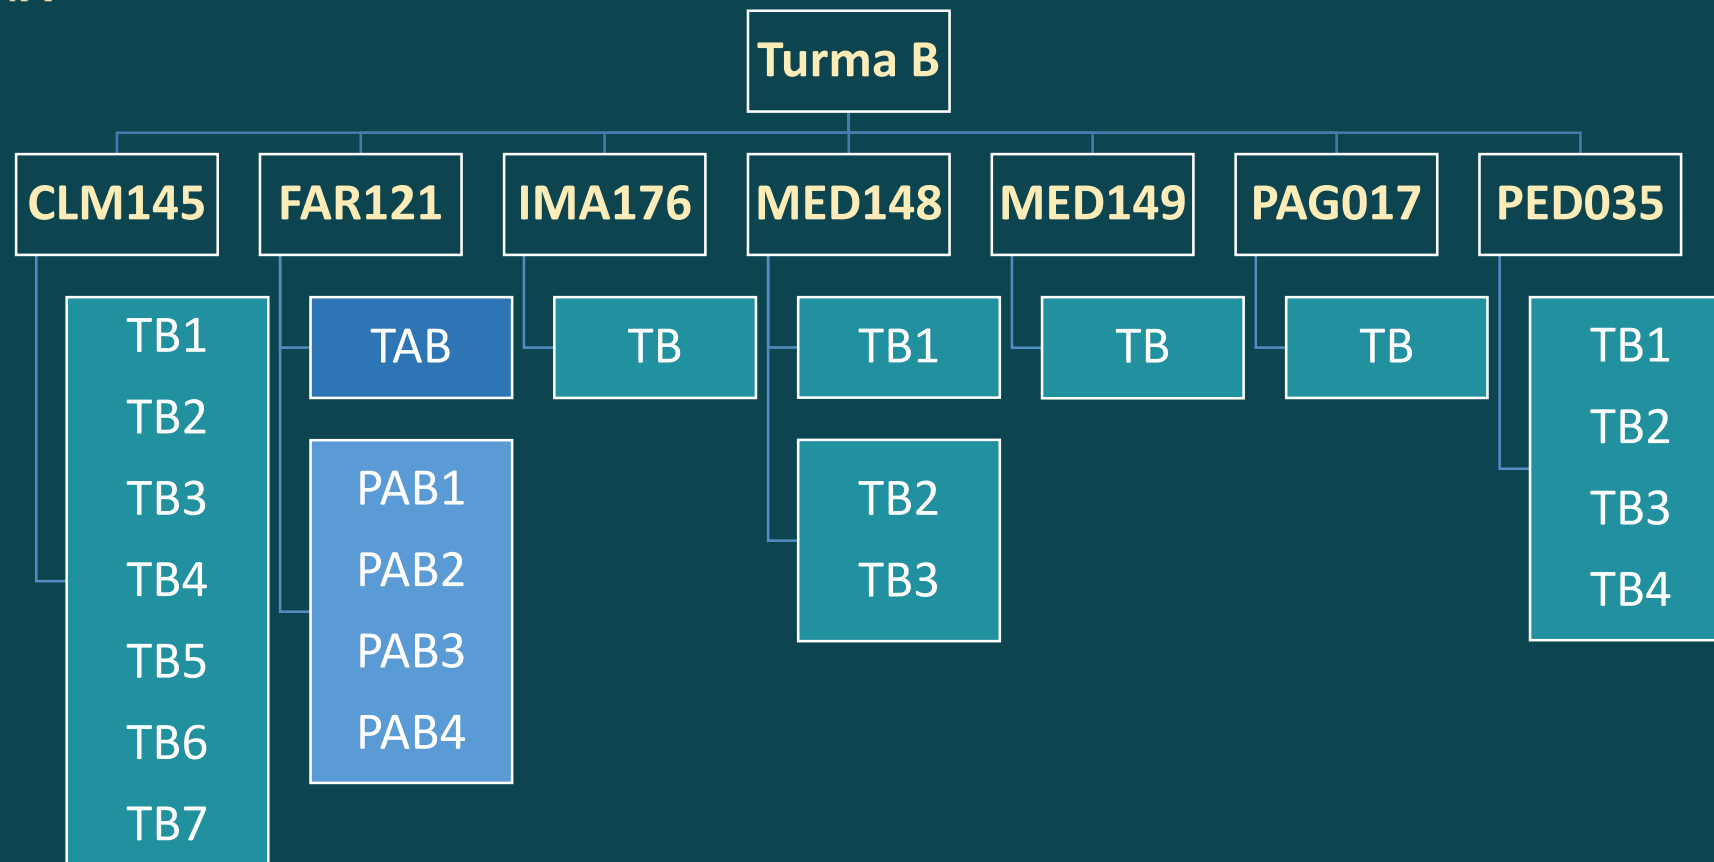 Turma B
CLM145
FAR121
IMA176
MED148
MED149
PAG017
PED035
TB1
TB2
TB3
TB4
TB5
TB6
TB7
TAB
PAB1
PAB2
PAB3
PAB4
TB
TB1
TB2
TB3
TB
TB
TB1
TB2
TB3
TB4